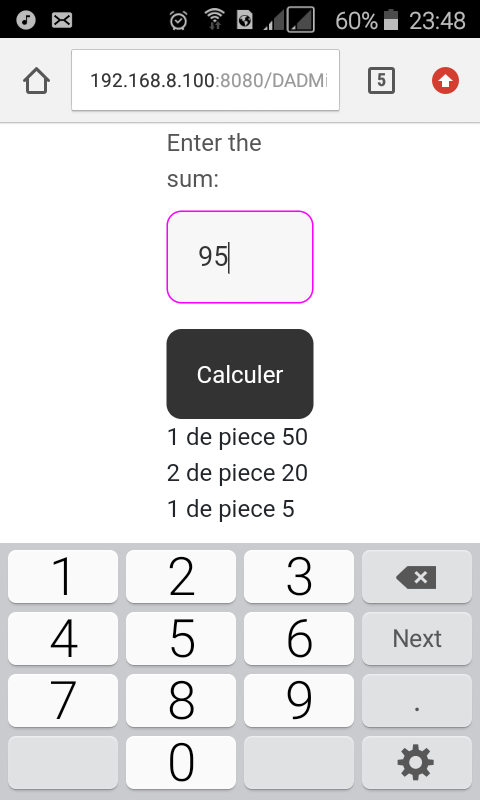 60% 23:48
192.168.8.100:8080/DADMi
5
Enter the
sum:
95
Calculer
1 de piece 50
2 de piece 20
1 de piece 5
1 2 3
4 5 6 Next
7 8 9 .
0